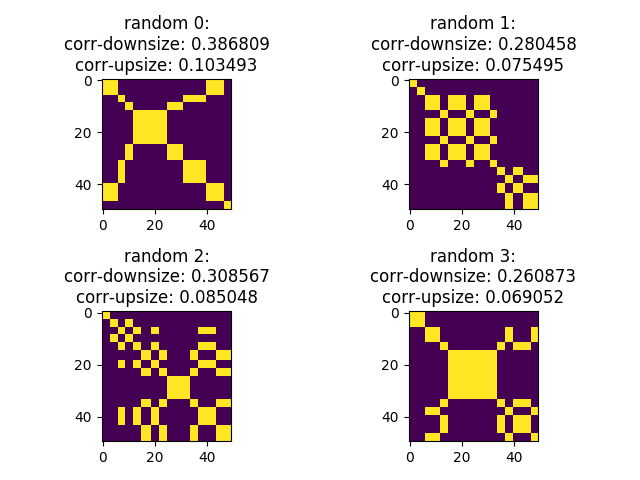 random 0:
corr-downsize: 0.386809
corr-upsize: 0.103493
0
20
40
0
20
40
random 1:
corr-downsize: 0.280458
corr-upsize: 0.075495
0
20
40
0
20
40
random 2:
corr-downsize: 0.308567
corr-upsize: 0.085048
0
20
40
0
20
40
random 3:
corr-downsize: 0.260873
corr-upsize: 0.069052
0
20
40
0
20
40